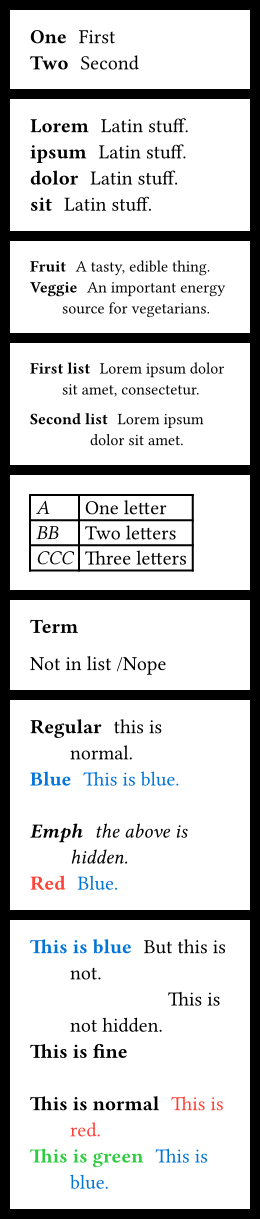 One First
Two Second
Lorem Latin stuff.
ipsum Latin stuff.
dolor Latin stuff.
sit Latin stuff.
Fruit A tasty, edible thing.
Veggie An important energy
source for vegetarians.
First list Lorem ipsum dolor
sit amet, consectetur.
Second list Lorem ipsum
dolor sit amet.
A One letter
BB Two letters
CCC Three letters
Term
Not in list /Nope
Regular this is
normal.
Blue This is blue.
Emph the above is
hidden.
Red Blue.
This is blue But this is
not.
This is
not hidden.
This is fine
This is normal This is
red.
This is green This is
blue.